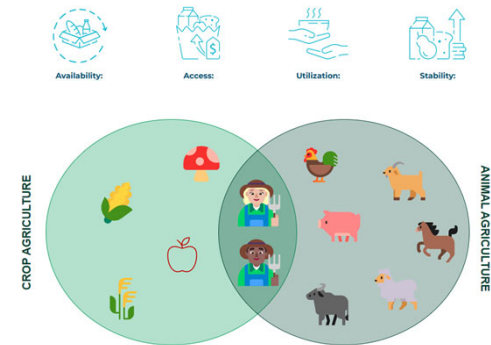 Availability:
Access:
Utilization:
Stability:
CROP AGRICULTURE
ANIMAL AGRICULTURE
$